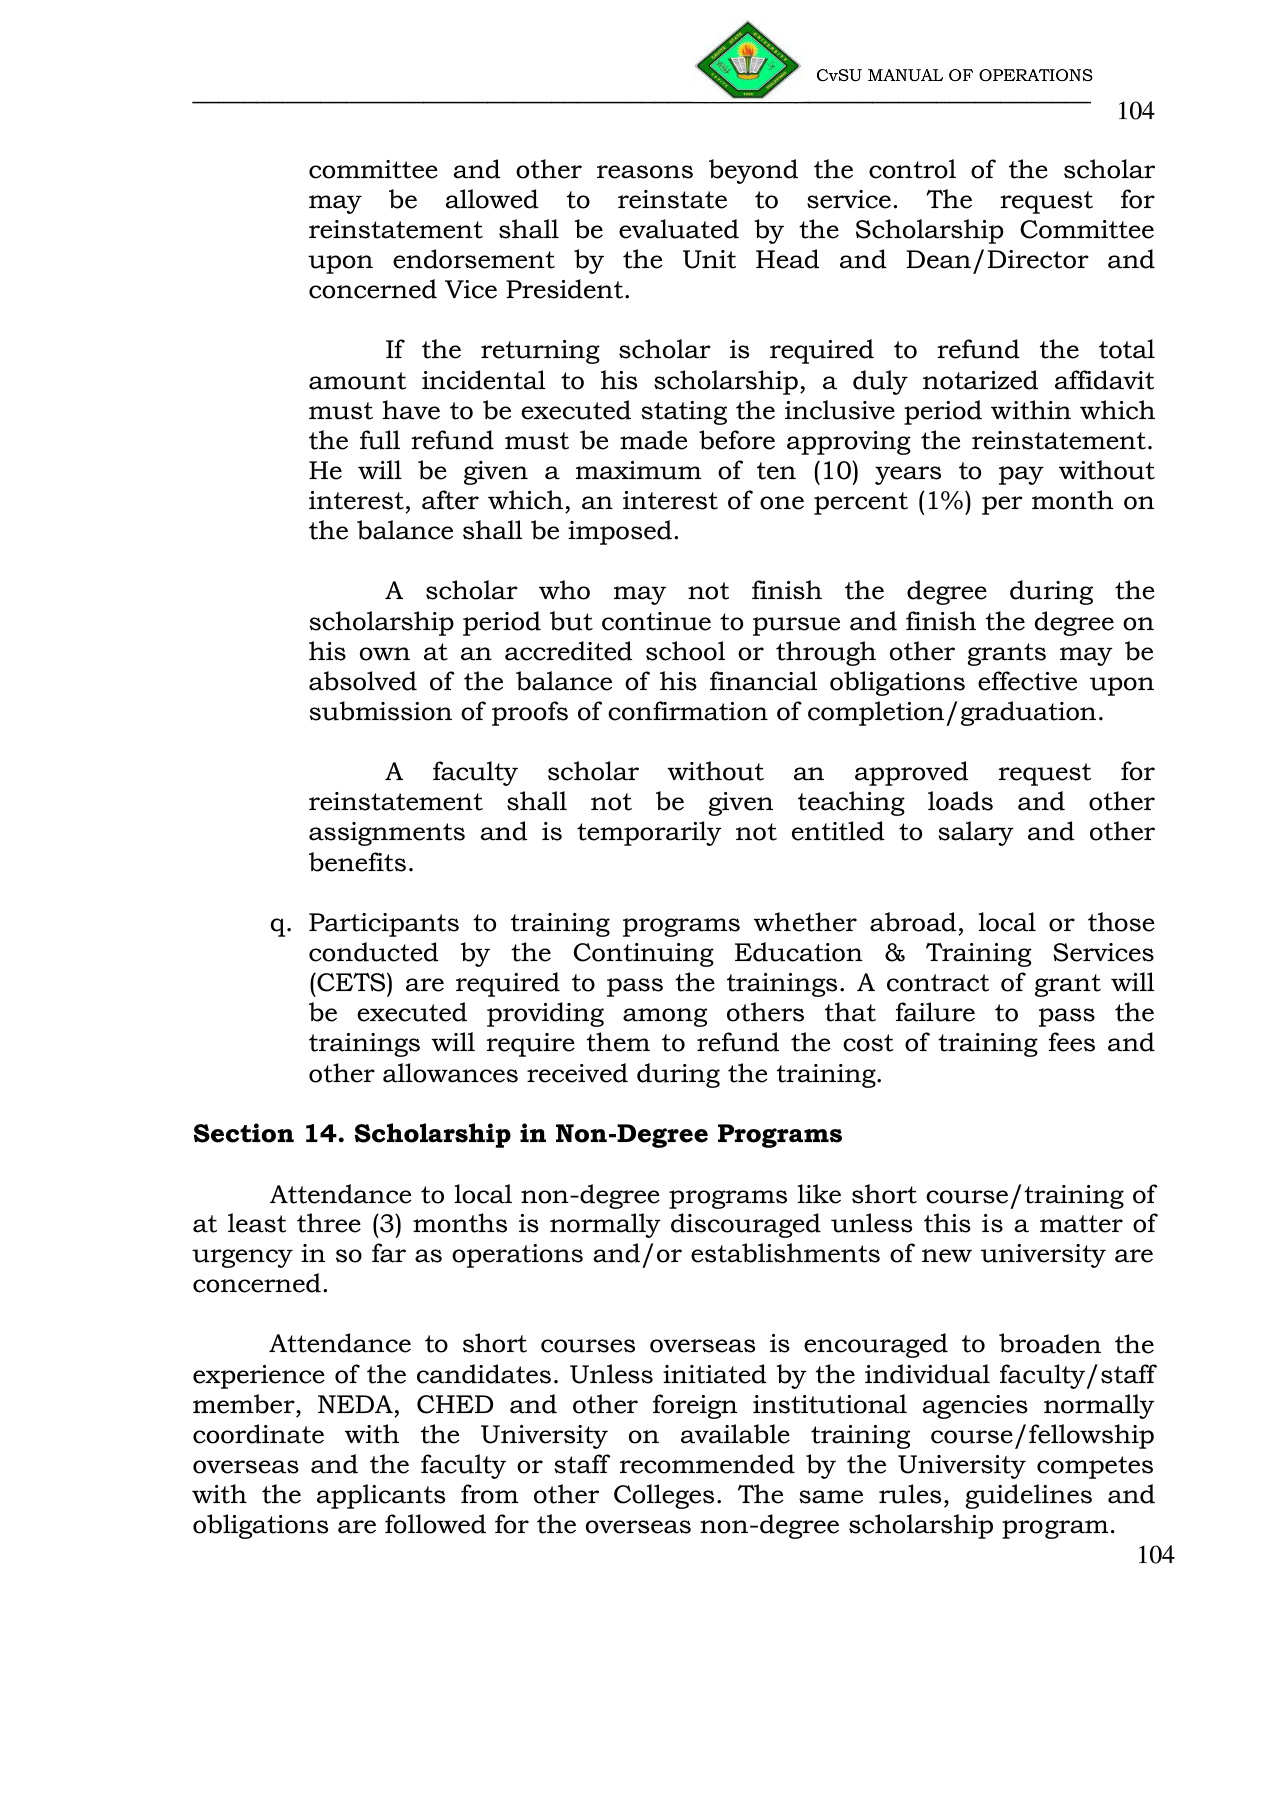 CvSU MANUAL OF OPERATIONS
104
committee and other reasons beyond the control of the scholar
may be allowed to reinstate to service. The request for
reinstatement shall be evaluated by the Scholarship Committee
upon endorsement by the Unit Head and Dean/Director and
concerned Vice President.
If the returning scholar is required to refund the total
amount incidental to his scholarship, a duly notarized affidavit
must have to be executed stating the inclusive period within which
the full refund must be made before approving the reinstatement.
He will be given a maximum of ten (10) years to pay without
interest, after which, an interest of one percent (1%) per month on
the balance shall be imposed.
A scholar who may not finish the degree during the
scholarship period but continue to pursue and finish the degree on
his own at an accredited school or through other grants may be
absolved of the balance of his financial obligations effective upon
submission of proofs of confirmation of completion/graduation.
A faculty scholar without an approved request for
reinstatement shall not be given teaching loads and other
assignments and is temporarily not entitled to salary and other
benefits.
q. Participants to training programs whether abroad, local or those
conducted by the Continuing Education & Training Services
(CETS) are required to pass the trainings. A contract of grant will
be executed providing among others that failure to pass the
trainings will require them to refund the cost of training fees and
other allowances received during the training.
Section 14. Scholarship in Non-Degree Programs
Attendance to local non-degree programs like short course/training of
at least three (3) months is normally discouraged unless this is a matter of
urgency in so far as operations and/or establishments of new university are
concerned.
Attendance to short courses overseas is encouraged to broaden the
experience of the candidates. Unless initiated by the individual faculty/staff
member, NEDA, CHED and other foreign institutional agencies normally
coordinate with the University on available training course/fellowship
overseas and the faculty or staff recommended by the University competes
with the applicants from other Colleges. The same rules, guidelines and
obligations are followed for the overseas non-degree scholarship program.
104